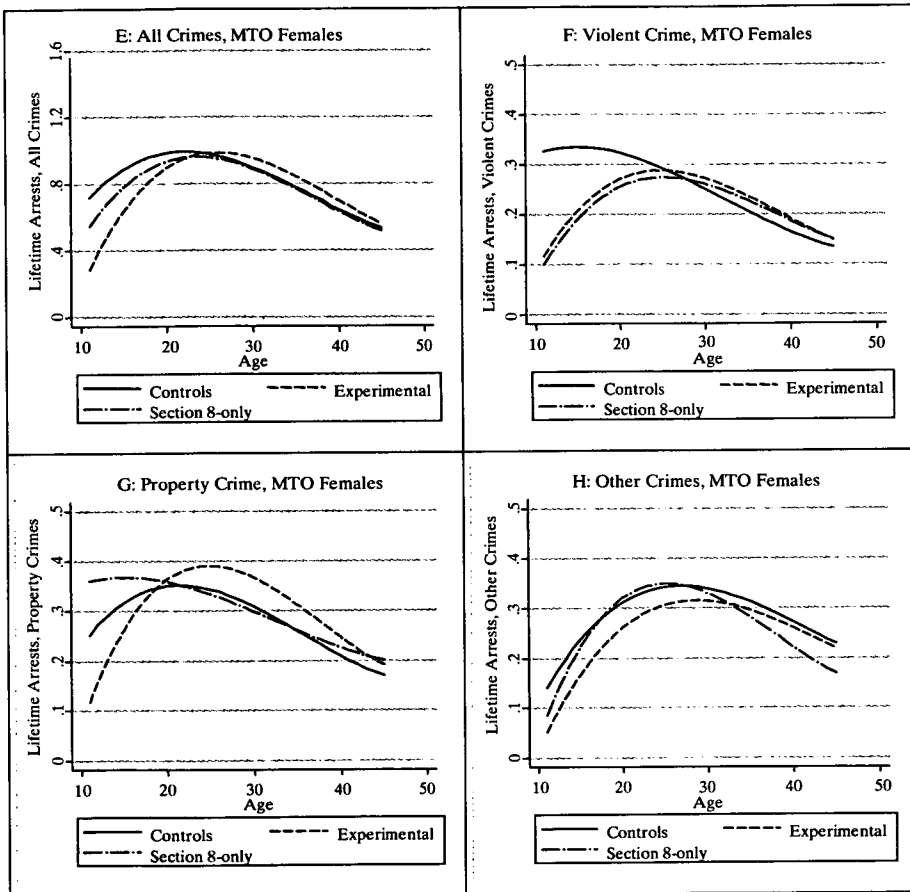 E: All Crimes, MTO Females
Lifetime Arrests, All Crimes
1.6
1.2
.8
.4
0
10 20 30 40 50
Age
Controls Experimental
Section 8-only
F: Violent Crime, MTO Females
Lifetime Arrests, Violent Crimes
.5
.4
.3
.2
.1
0
10 20 30 40 50
Age
Controls Experimental
Section 8-only
G: Property Crime, MTO Females
Lifetime Arrests, Property Crimes
.5
.4
.3
.2
.1
0
10 20 30 40 50
Age
Controls Experimental
Section 8-only
H: Other Crimes, MTO Females
Lifetime Arrests, Other Crimes
.5
.4
.3
.2
.1
0
10 20 30 40 50
Age
Controls Experimental
Section 8-only